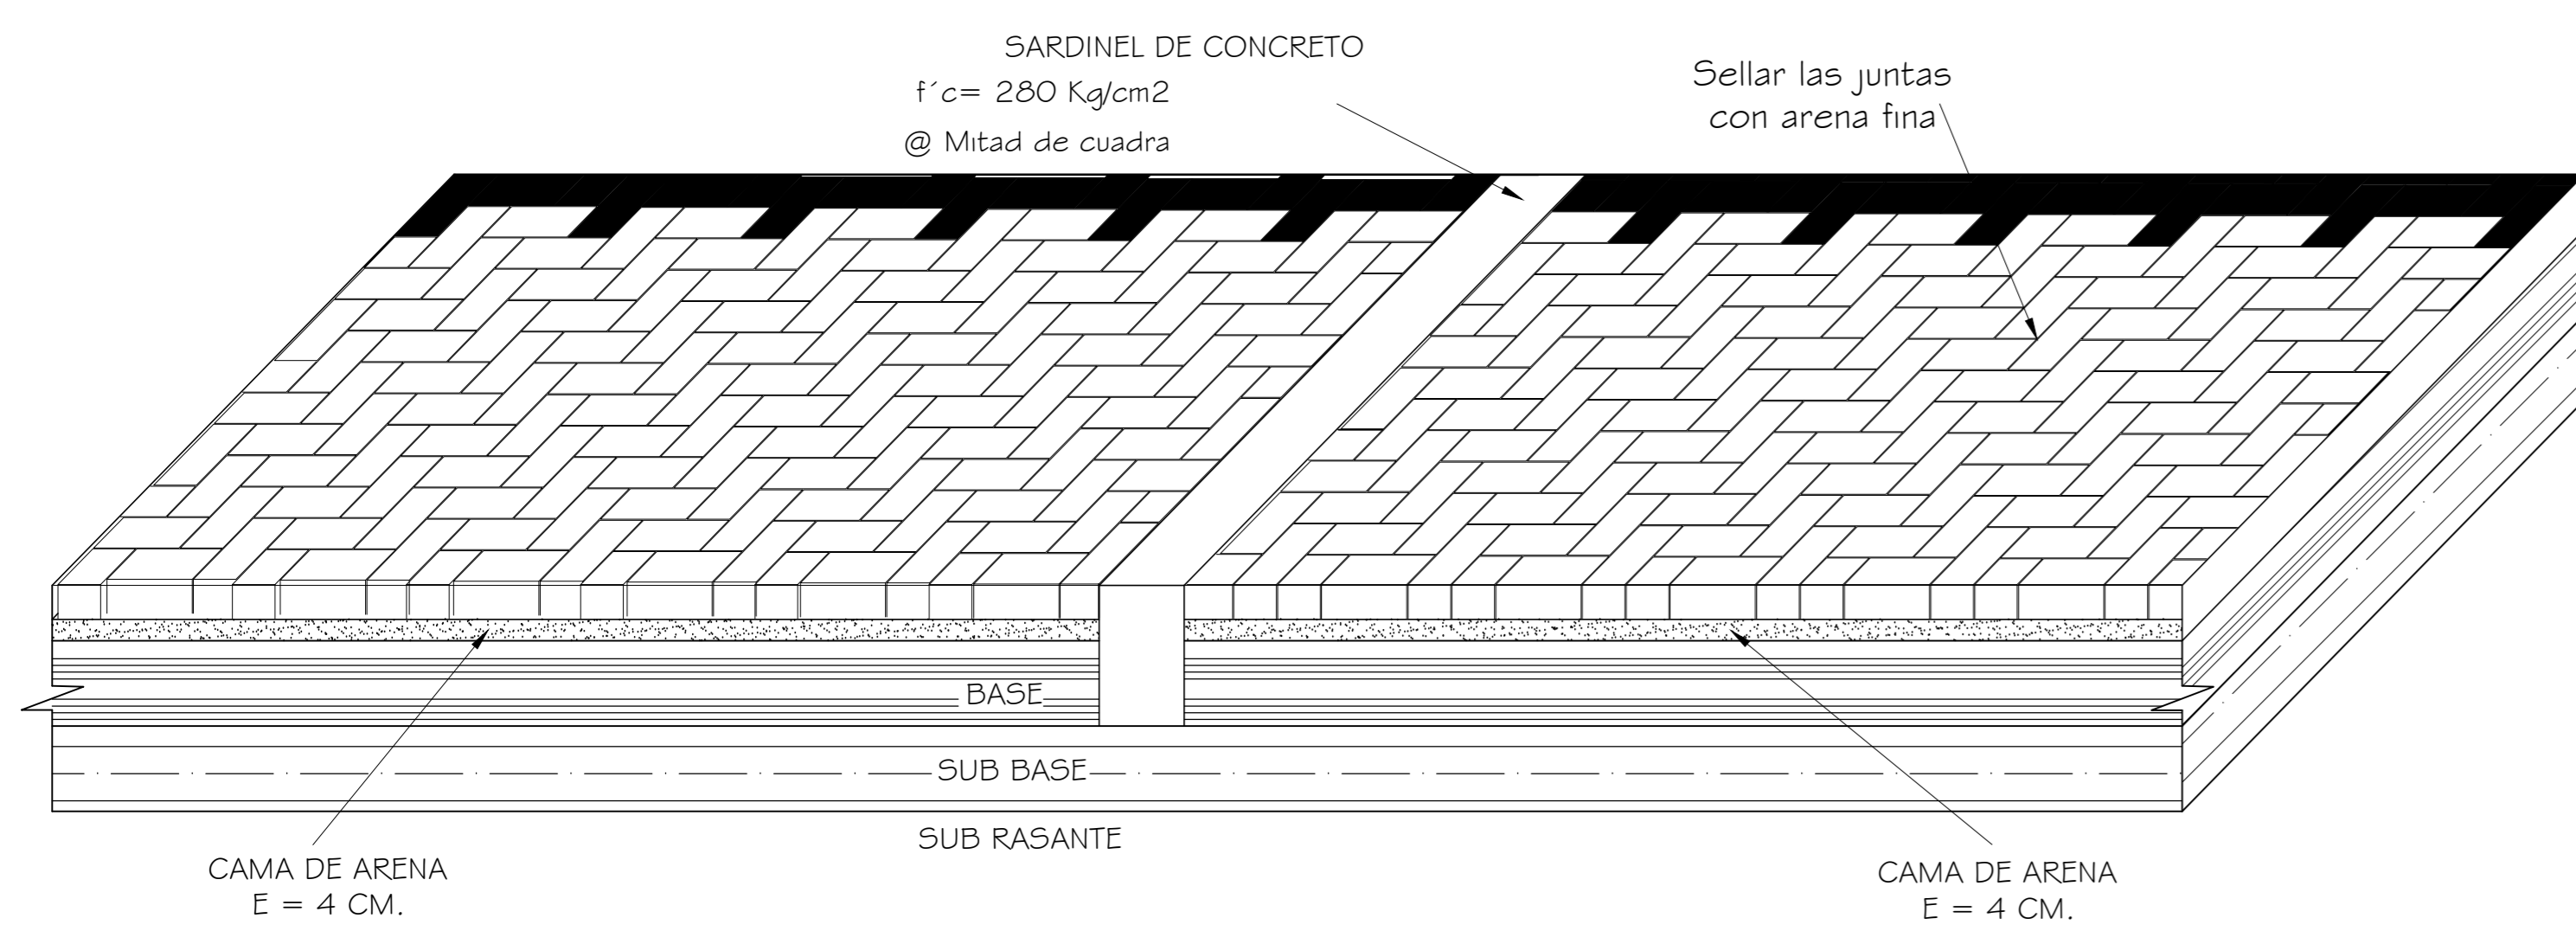 SARDINEL DE CONCRETO
f´c= 280 Kg/cm2
@ Mitad de cuadra
Sellar las juntas
con arena fina
BASE
SUB BASE
SUB RASANTE
CAMA DE ARENA
E = 4 CM.
CAMA DE ARENA
E = 4 CM.